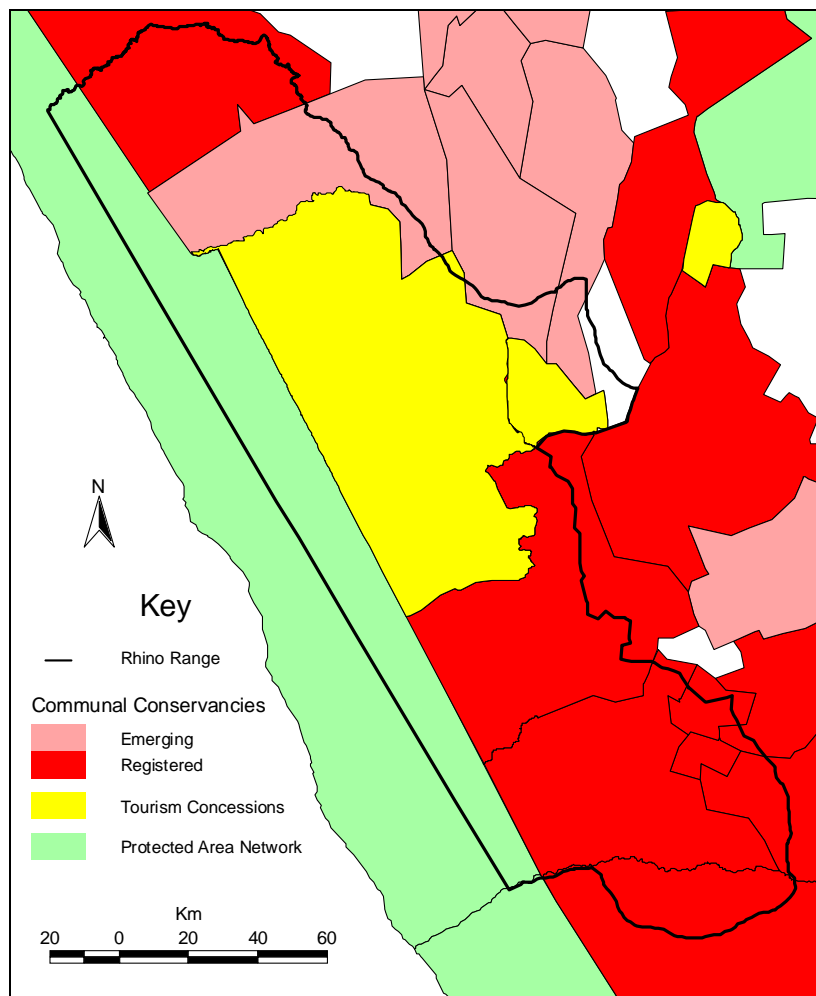 N
Key
Rhino Range
Communal Conservancies
Emerging
Registered
Tourism Concessions
Protected Area Network
Km
20 0 20 40 60